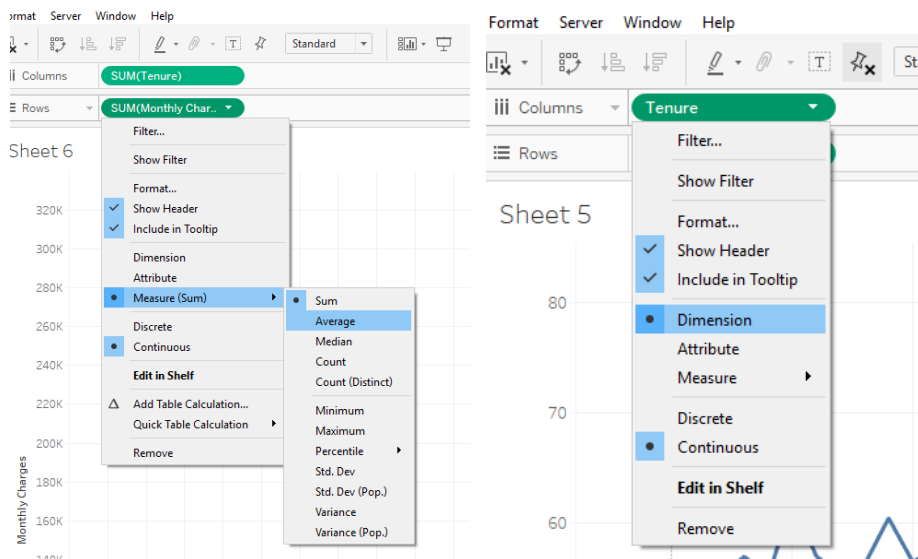 ormat Server Window Help
Standard
Columns
SUM(Tenure)
Rows
SUM(Monthly Char..
Sheet 6
Filter...
Show Filter
Format...
Show Header
Include in Tooltip
Dimension
Attribute
Measure (Sum)
Discrete
Continuous
Edit in Shelf
Add Table Calculation...
Quick Table Calculation
Remove
Sum
Average
Median
Count
Count (Distinct)
Minimum
Maximum
Percentile
Std. Dev
Std. Dev (Pop.)
Variance
Variance (Pop.)
320K
300K
280K
260K
240K
220K
200K
180K
160K
140K
Monthly Charges
Format Server Window Help
St
Columns
Tenure
Rows
Sheet 5
Filter...
Show Filter
Format...
Show Header
Include in Tooltip
Dimension
Attribute
Measure
Discrete
Continuous
Edit in Shelf
Remove
80
70
60